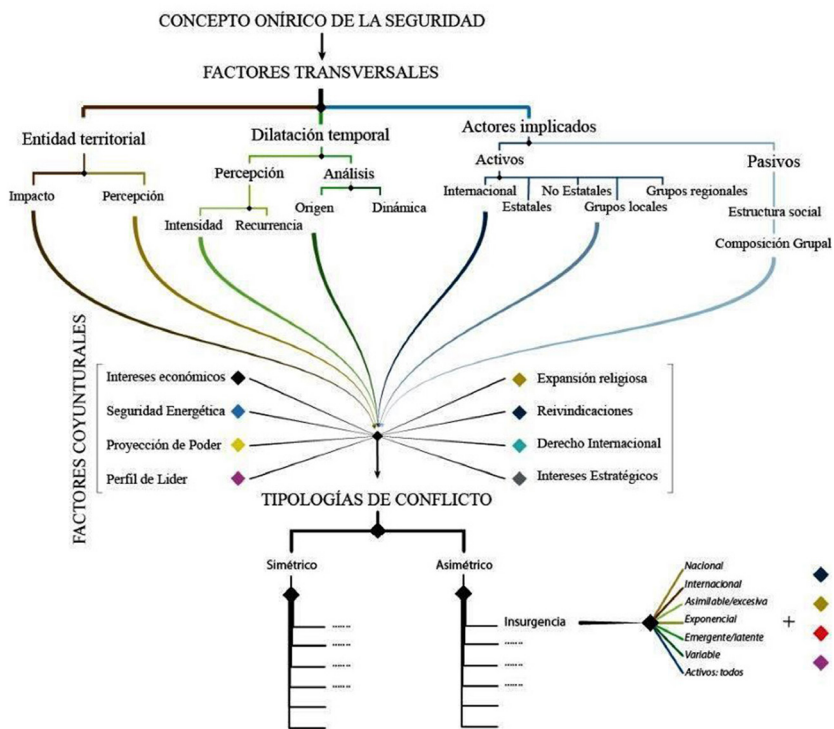 CONCEPTO ONÍRICO DE LA SEGURIDAD
FACTORES TRANSVERSALES
Entidad territorial
Dilatación temporal
Actores implicados
Impacto
Percepción
Percepción
Análisis
Intensidad
Recurrencia
Origen
Dinámica
Activos
Pasivos
Internacional
No Estatales
Grupos regionales
Estatales
Grupos locales
Estructura social
Composición Grupal
FACTORES COYUNTURALES
Intereses económicos
Seguridad Energética
Proyección de Poder
Perfil de Lider
Expansión religiosa
Reivindicaciones
Derecho Internacional
Intereses Estratégicos
TIPOLOGÍAS DE CONFLICTO
Simétrico
Asimétrico
.......
.......
.......
.......
Insurgencia
.......
.......
.......
Nacional
Internacional
Asimilable/excesiva
Exponencial
Emergente/latente
Variable
Activos: todos
+